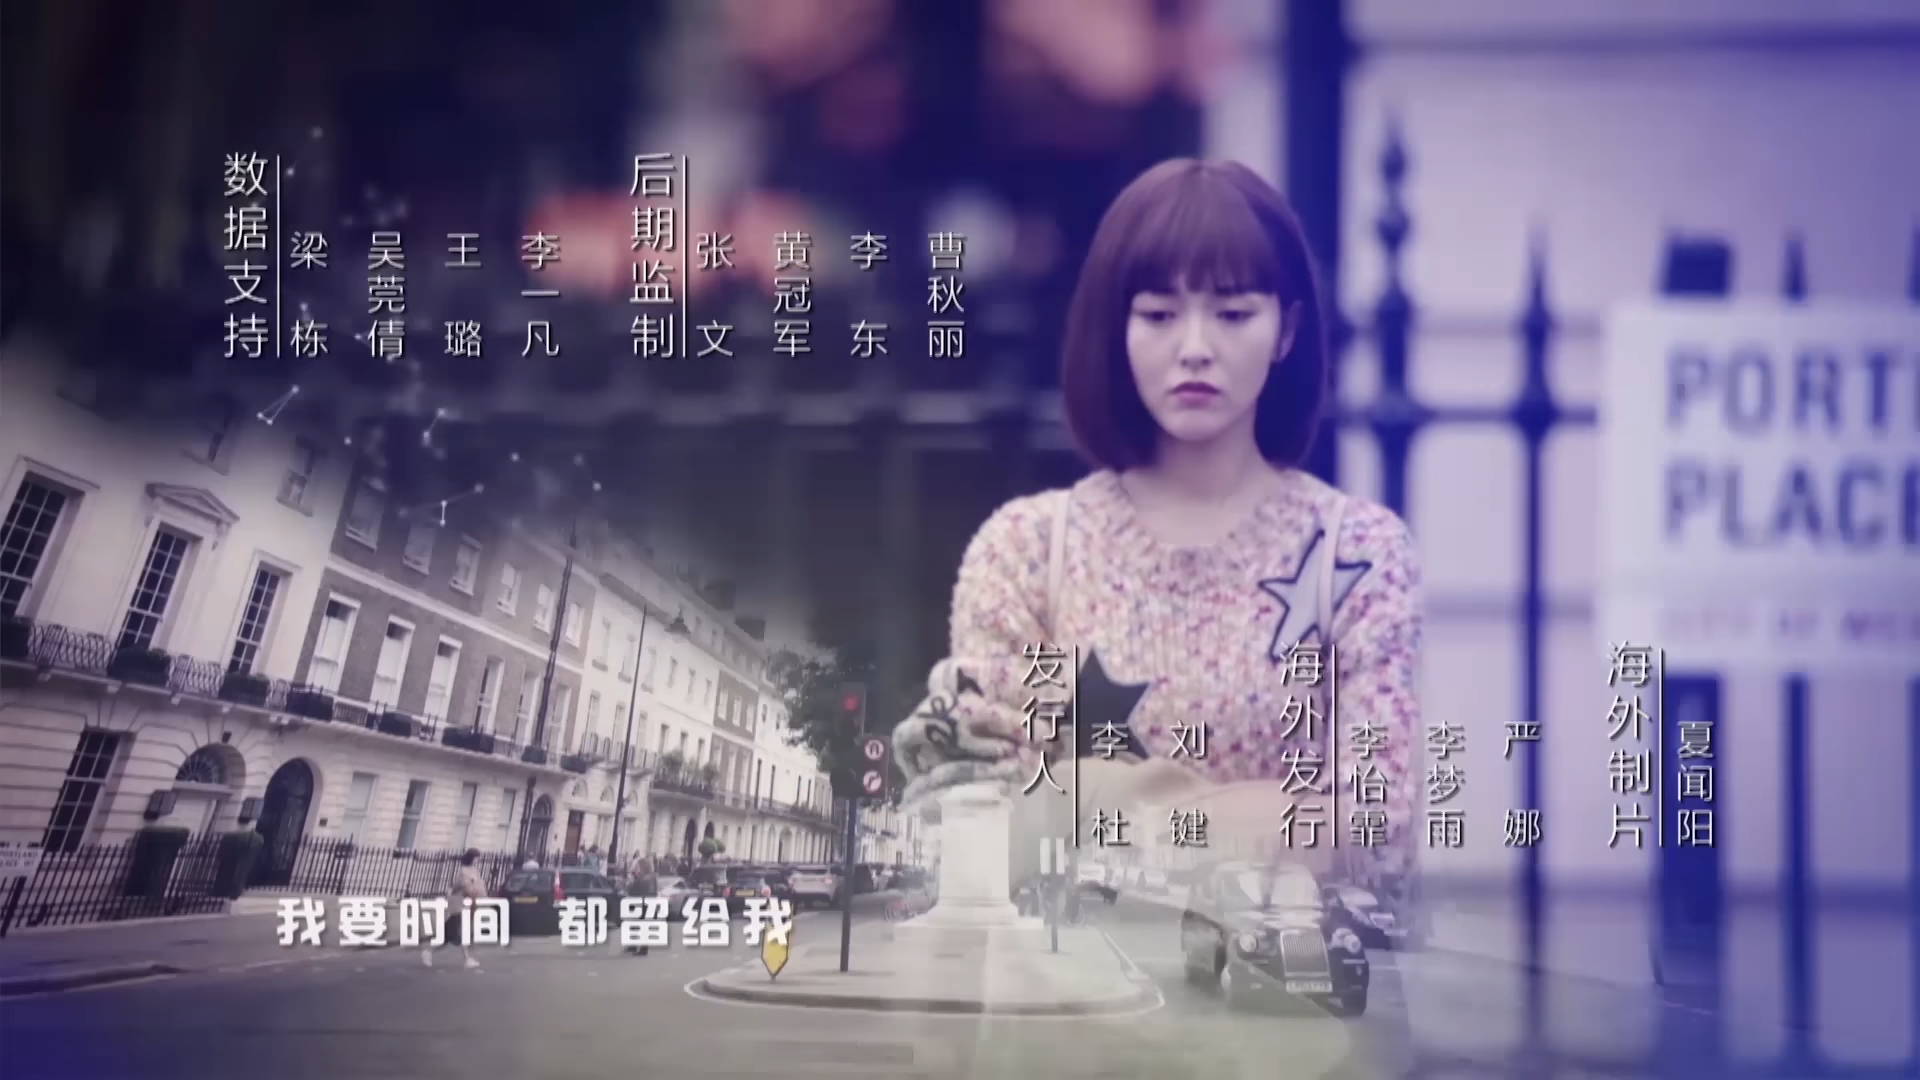 数据支持
梁栋
吴莞倩
王璐
李一凡
后期监制
张文
黄冠军
李东
曹秋丽
PORT
PLACE
发行人
李杜
刘键
海外发行
李怡霏
李梦雨
严娜
海外制片
夏闻阳
我要时间 都留给我